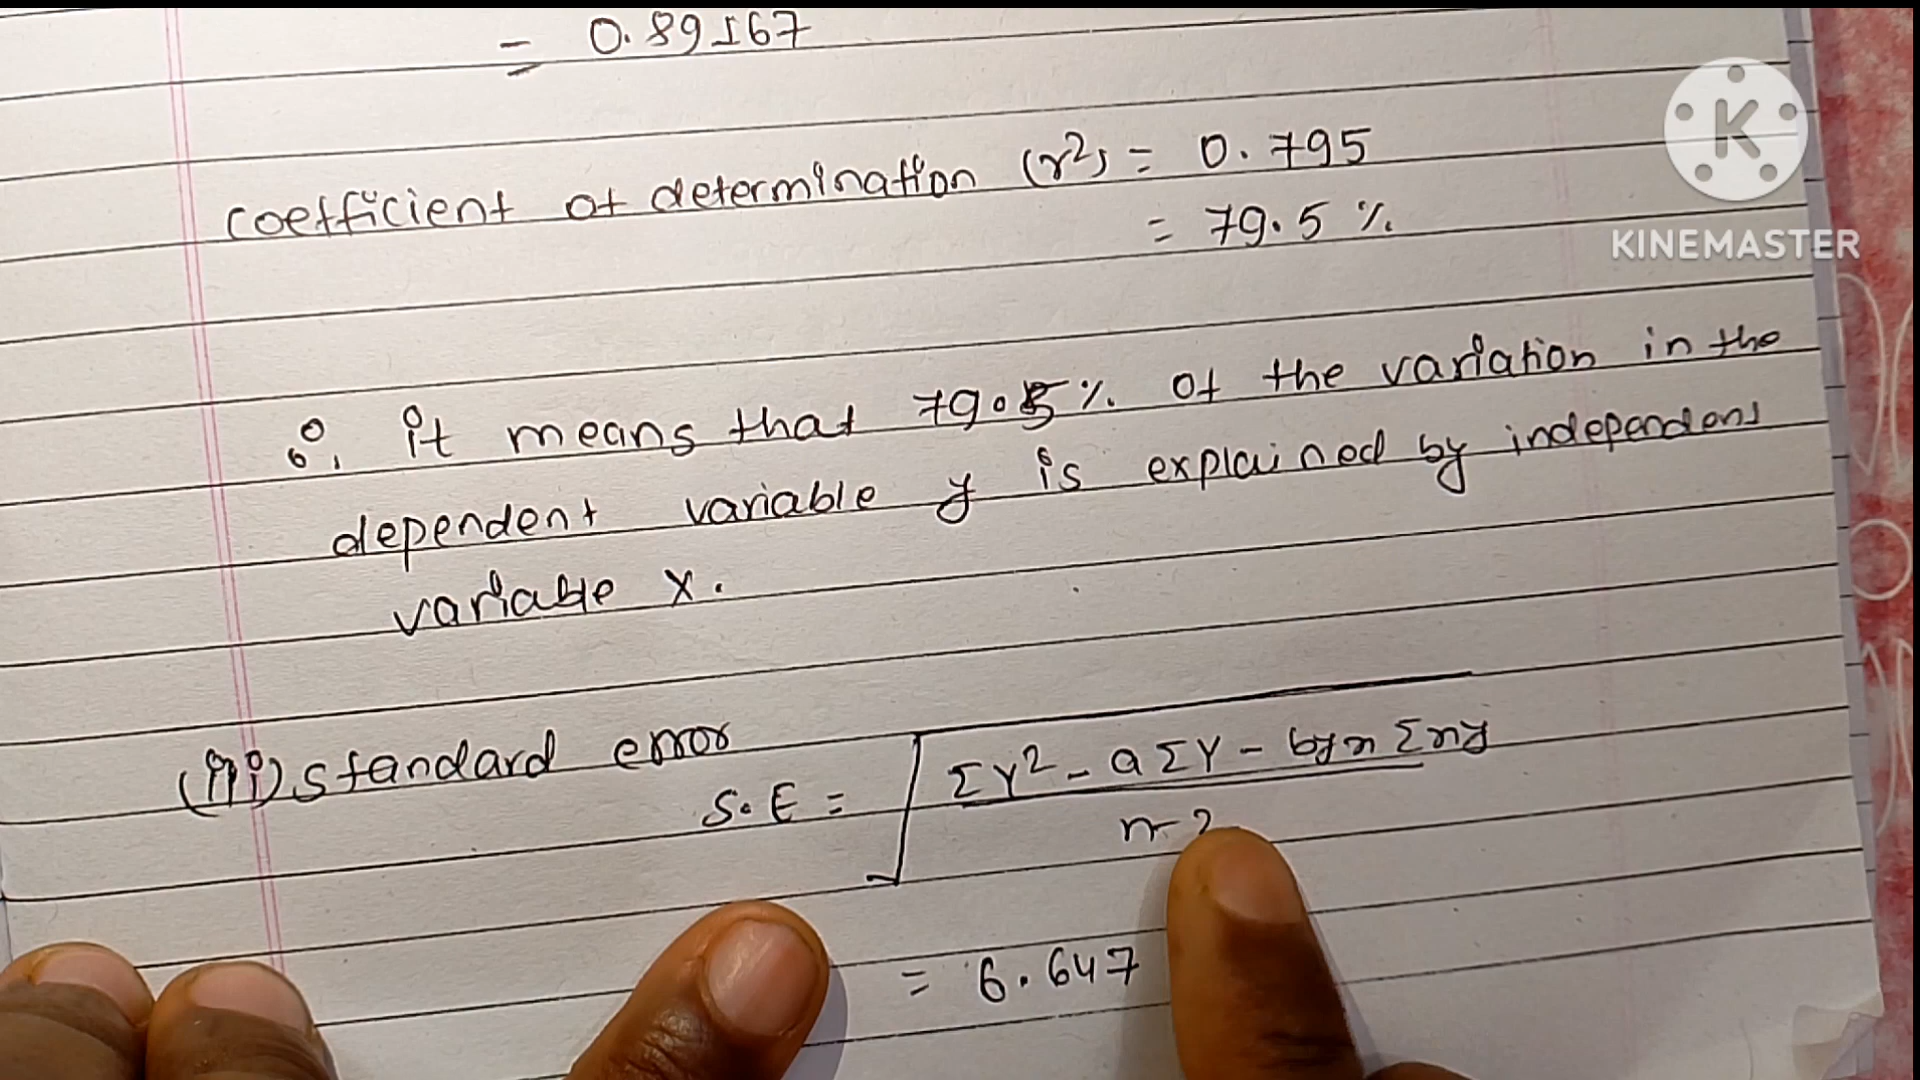 = 0.89167
coefficient of determination (r²) = 0.795
= 79.5 %
KINEMASTER
∴, it means that 79.5% of the variation in the
dependent variable y is explained by independent
variable x.
(iii) standard error
S.E = √ΣY² - aΣY - byx Σxy
n-2
= 6.647